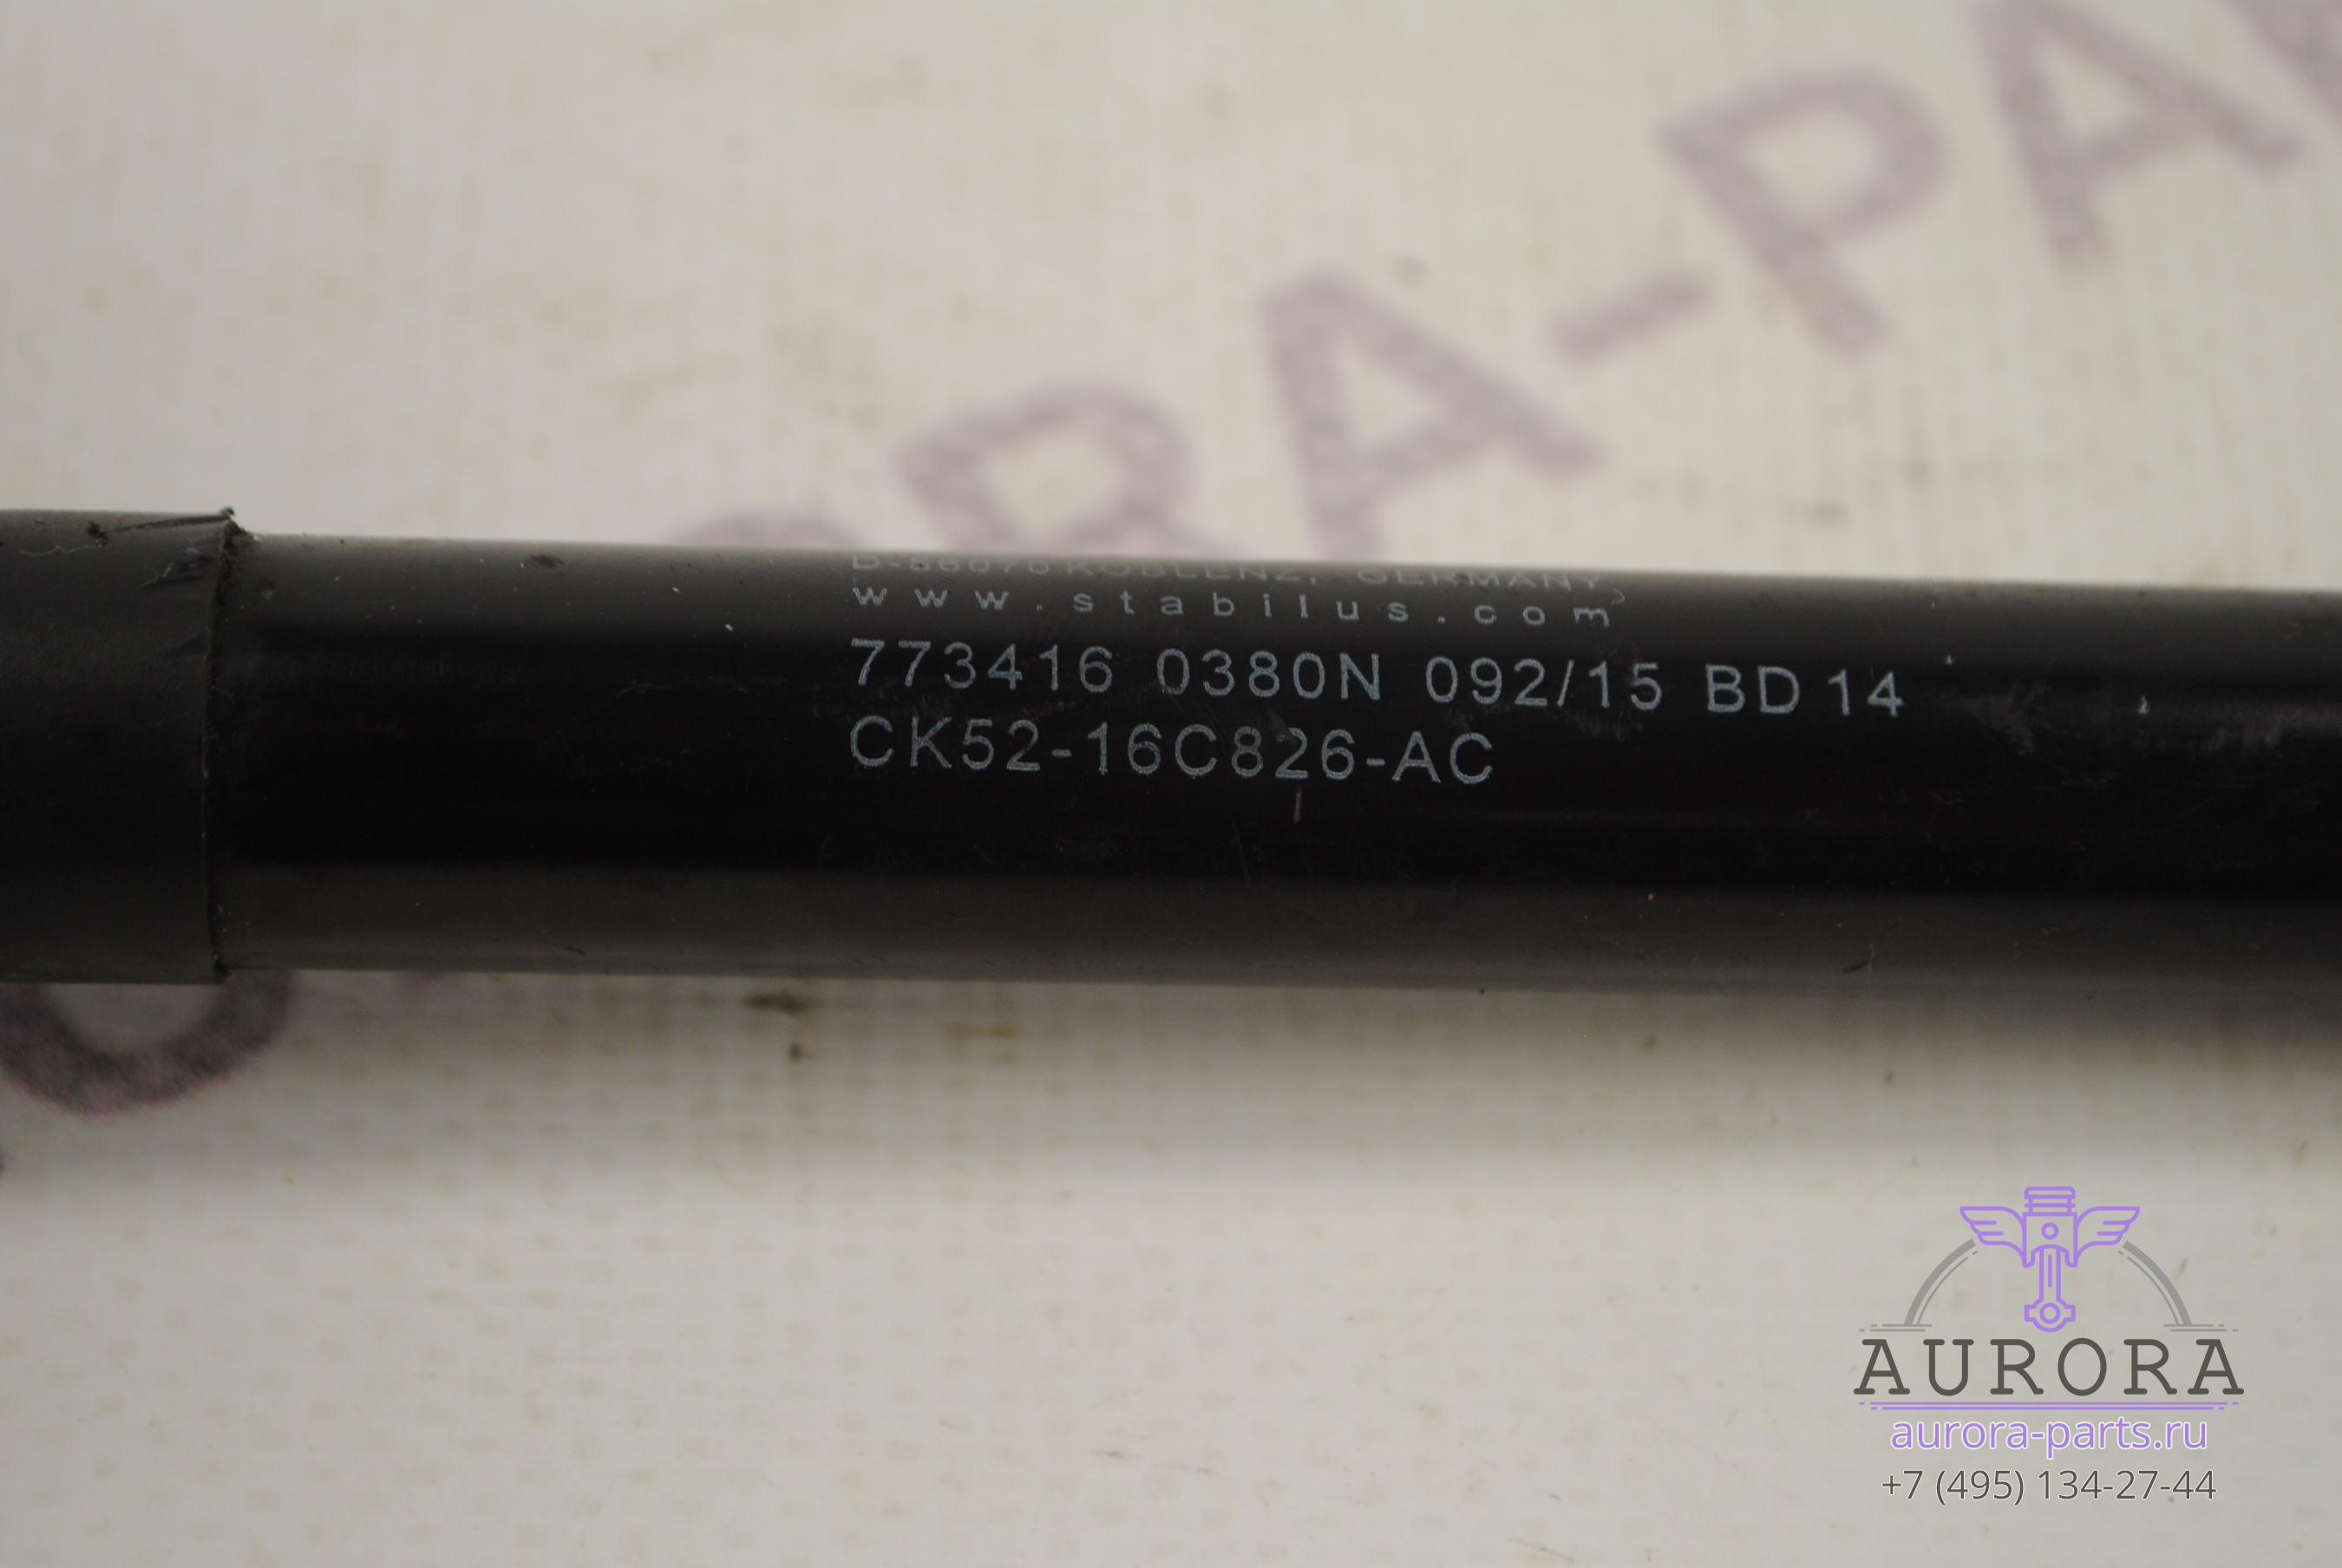 D-56070 KOBLENZ, GERMANY
www.stabilus.com
773416 0380N 092/15 BD 14
CK52-16C826-AC
AURORA
aurora-parts.ru
+7 (495) 134-27-44